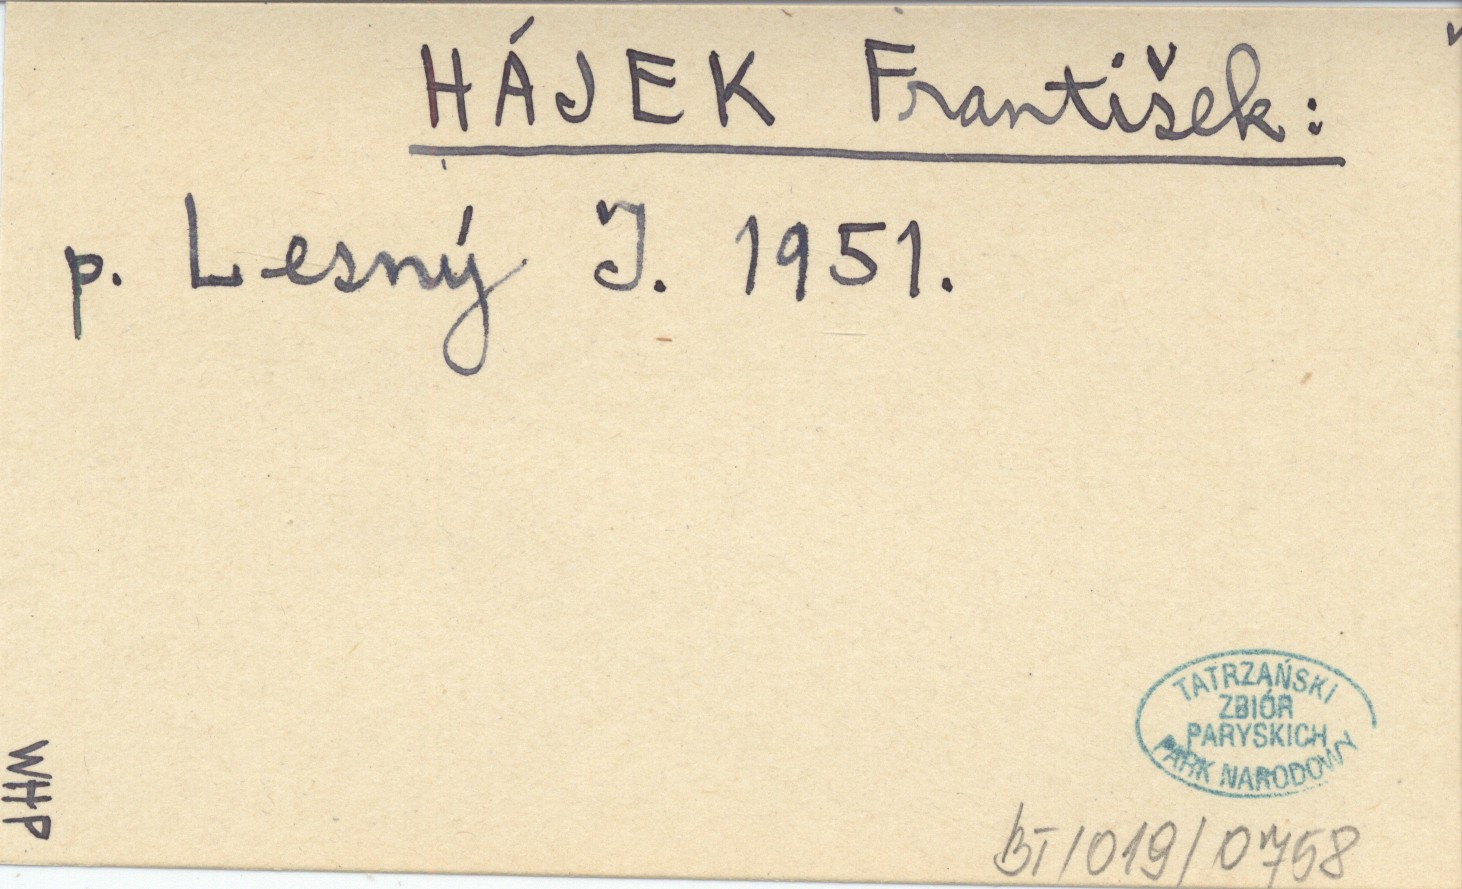 HÁJEK František:
p. Lesný J. 1951.
TATRZAŃSKI
ZBIÓR
PARYSKICH
PARK NARODOWY
WHP
BT/019/0758